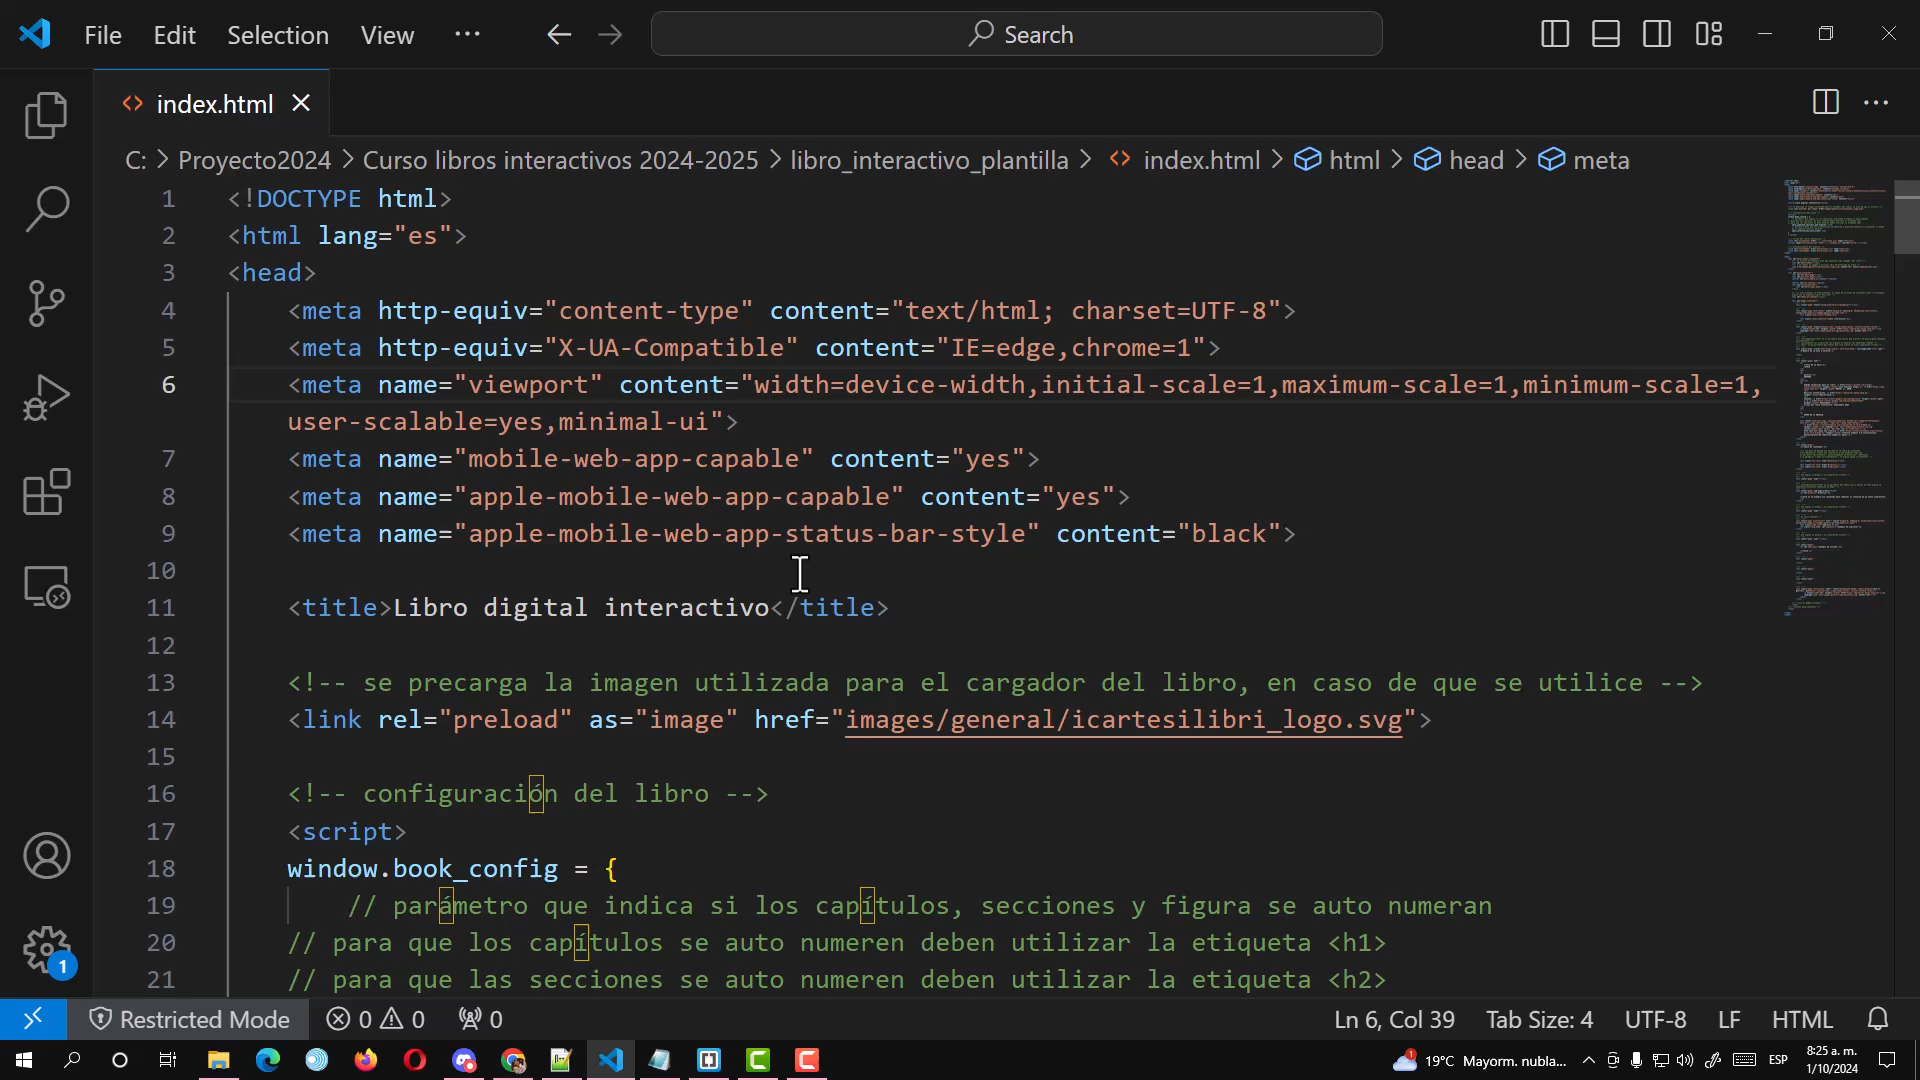 File Edit Selection View ··· Search
index.html
C: > Proyecto2024 > Curso libros interactivos 2024-2025 > libro_interactivo_plantilla > index.html > html > head > meta
1 <!DOCTYPE html>
2 <html lang="es">
3 <head>
4 <meta http-equiv="content-type" content="text/html; charset=UTF-8">
5 <meta http-equiv="X-UA-Compatible" content="IE=edge,chrome=1">
6 <meta name="viewport" content="width=device-width,initial-scale=1,maximum-scale=1,minimum-scale=1,
user-scalable=yes,minimal-ui">
7 <meta name="mobile-web-app-capable" content="yes">
8 <meta name="apple-mobile-web-app-capable" content="yes">
9 <meta name="apple-mobile-web-app-status-bar-style" content="black">
10
11 <title>Libro digital interactivo</title>
12
13 <!-- se precarga la imagen utilizada para el cargador del libro, en caso de que se utilice -->
14 <link rel="preload" as="image" href="images/general/icartesilibri_logo.svg">
15
16 <!-- configuración del libro -->
17 <script>
18 window.book_config = {
19 // parámetro que indica si los capítulos, secciones y figura se auto numeran
20 // para que los capítulos se auto numeren deben utilizar la etiqueta <h1>
21 // para que las secciones se auto numeren deben utilizar la etiqueta <h2>
1
Restricted Mode 0 0 0 Ln 6, Col 39 Tab Size: 4 UTF-8 LF HTML
1 19°C Mayorm. nubla... ESP 8:25 a. m.
1/10/2024